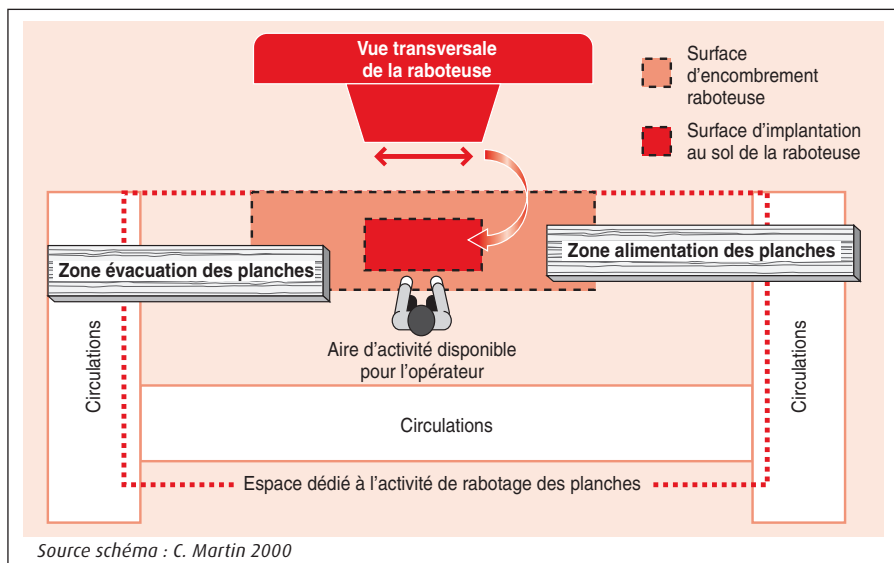 Vue transversale
de la raboteuse
Surface
d'encombrement
raboteuse
Surface d'implantation
au sol de la raboteuse
Zone évacuation des planches
Zone alimentation des planches
Aire d'activité disponible
pour l'opérateur
Circulations
Circulations
Circulations
Espace dédié à l'activité de rabotage des planches
Source schéma : C. Martin 2000